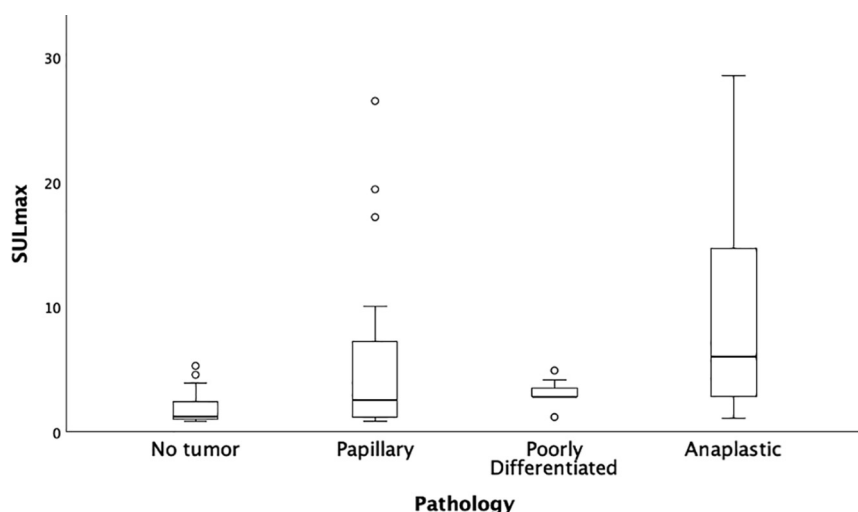 SULmax
30
20
10
0
No tumor
Papillary
Poorly
Differentiated
Anaplastic
Pathology